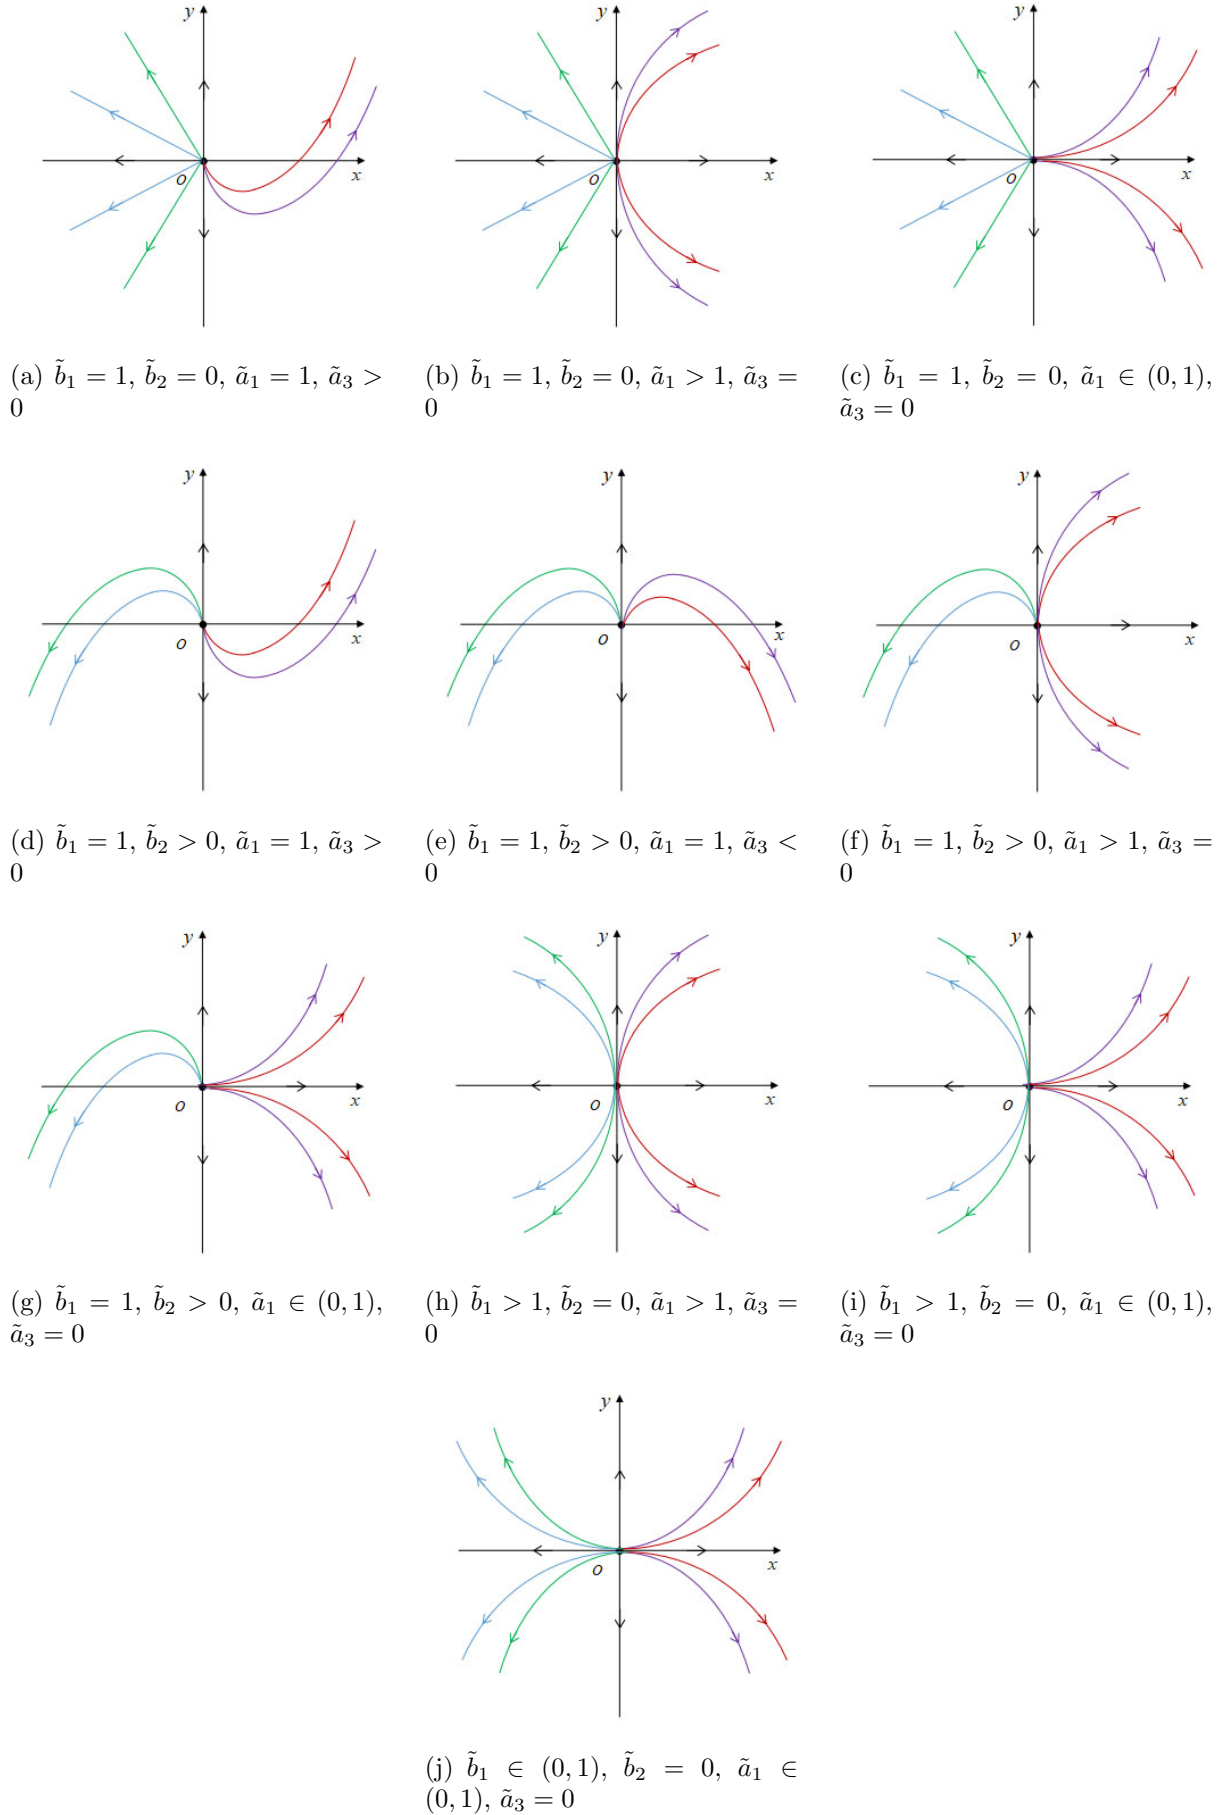 y y y
x x x
o o o
(a) b̃₁ = 1, b̃₂ = 0, ã₁ = 1, ã₃ > (b) b̃₁ = 1, b̃₂ = 0, ã₁ > 1, ã₃ = (c) b̃₁ = 1, b̃₂ = 0, ã₁ ∈ (0, 1),
0 0 ã₃ = 0
y y y
x x x
o o o
(d) b̃₁ = 1, b̃₂ > 0, ã₁ = 1, ã₃ > (e) b̃₁ = 1, b̃₂ > 0, ã₁ = 1, ã₃ < (f) b̃₁ = 1, b̃₂ > 0, ã₁ > 1, ã₃ =
0 0 0
y y y
x x x
o o o
(g) b̃₁ = 1, b̃₂ > 0, ã₁ ∈ (0, 1), (h) b̃₁ > 1, b̃₂ = 0, ã₁ > 1, ã₃ = (i) b̃₁ > 1, b̃₂ = 0, ã₁ ∈ (0, 1),
ã₃ = 0 0 ã₃ = 0
y
x
o
(j) b̃₁ ∈ (0, 1), b̃₂ = 0, ã₁ ∈
(0, 1), ã₃ = 0